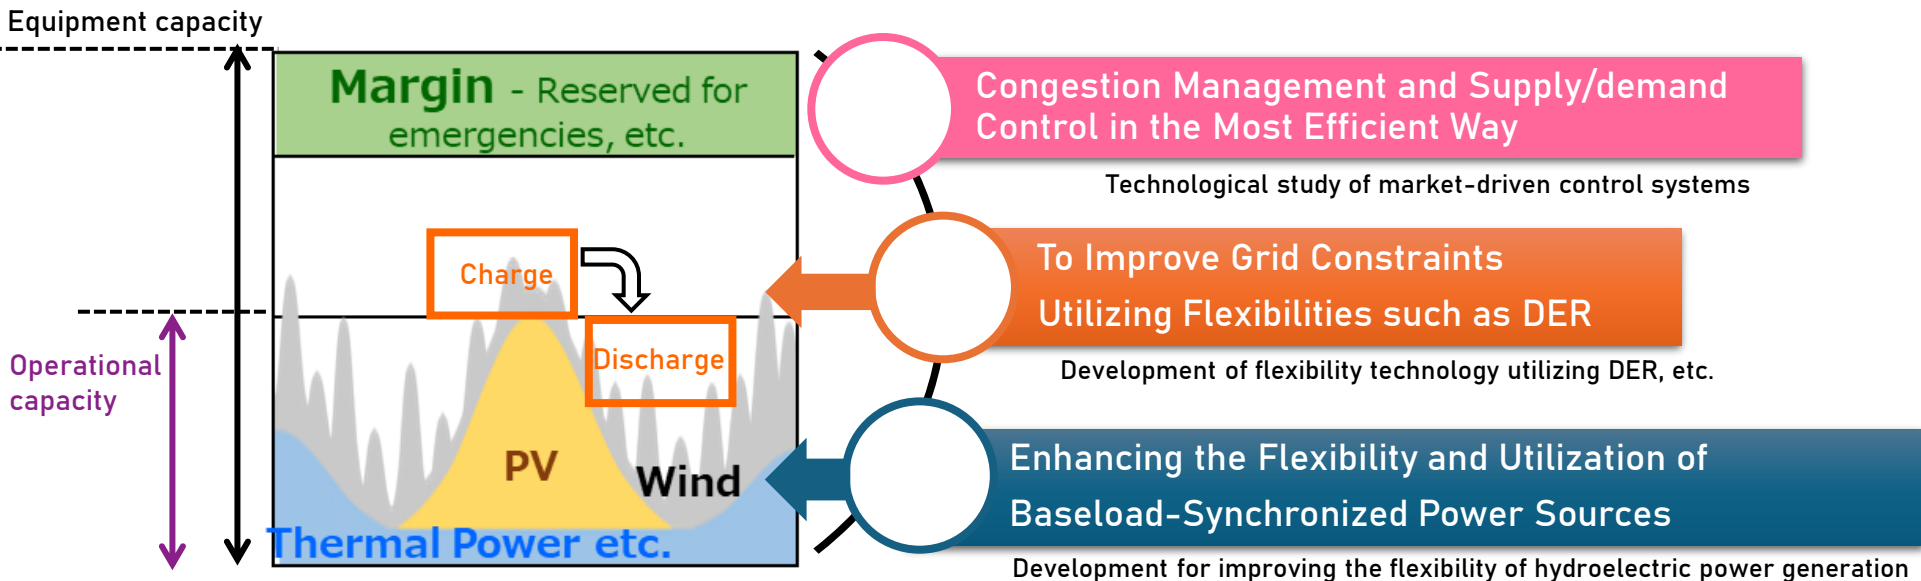 Equipment capacity
Margin - Reserved for
emergencies, etc.
Charge
Discharge
Operational
capacity
PV
Wind
Thermal Power etc.
Congestion Management and Supply/demand
Control in the Most Efficient Way
Technological study of market-driven control systems
To Improve Grid Constraints
Utilizing Flexibilities such as DER
Development of flexibility technology utilizing DER, etc.
Enhancing the Flexibility and Utilization of
Baseload-Synchronized Power Sources
Development for improving the flexibility of hydroelectric power generation